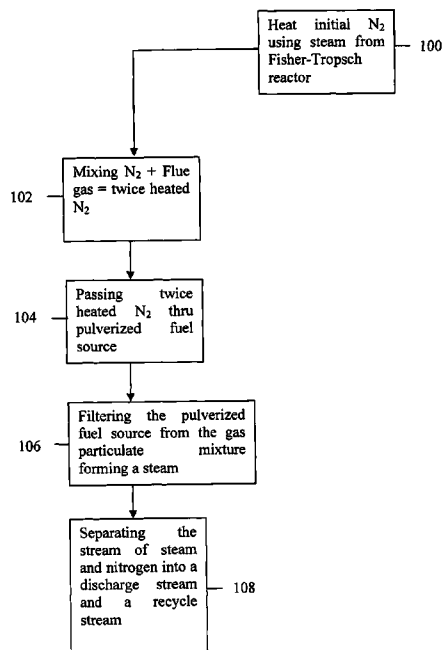 Heat initial N2
using steam from
Fisher-Tropsch
reactor
100
Mixing N2 + Flue
gas = twice heated
N2
102
Passing twice
heated N2 thru
pulverized fuel
source
104
Filtering the pulverized
fuel source from the gas
particulate mixture
forming a steam
106
Separating the
stream of steam
and nitrogen into a
discharge stream
and a recycle
stream
108